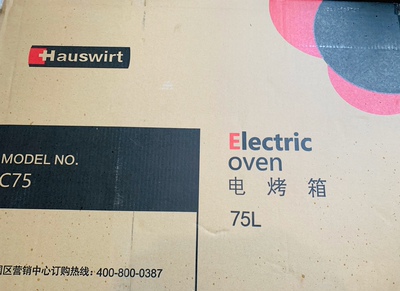 Hauswirt
Electric
oven
电烤箱
75L
MODEL NO.
C75
区营销中心订购热线：400-800-0387